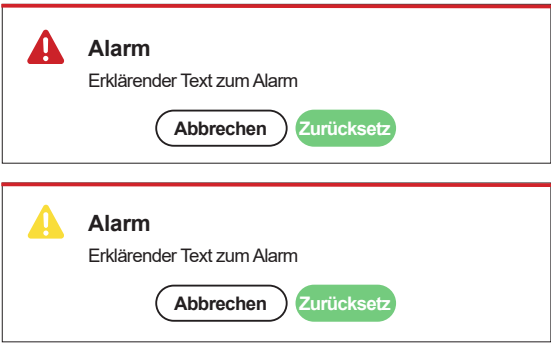 Alarm
Erklärender Text zum Alarm
Abbrechen Zurücksetz
Alarm
Erklärender Text zum Alarm
Abbrechen Zurücksetz